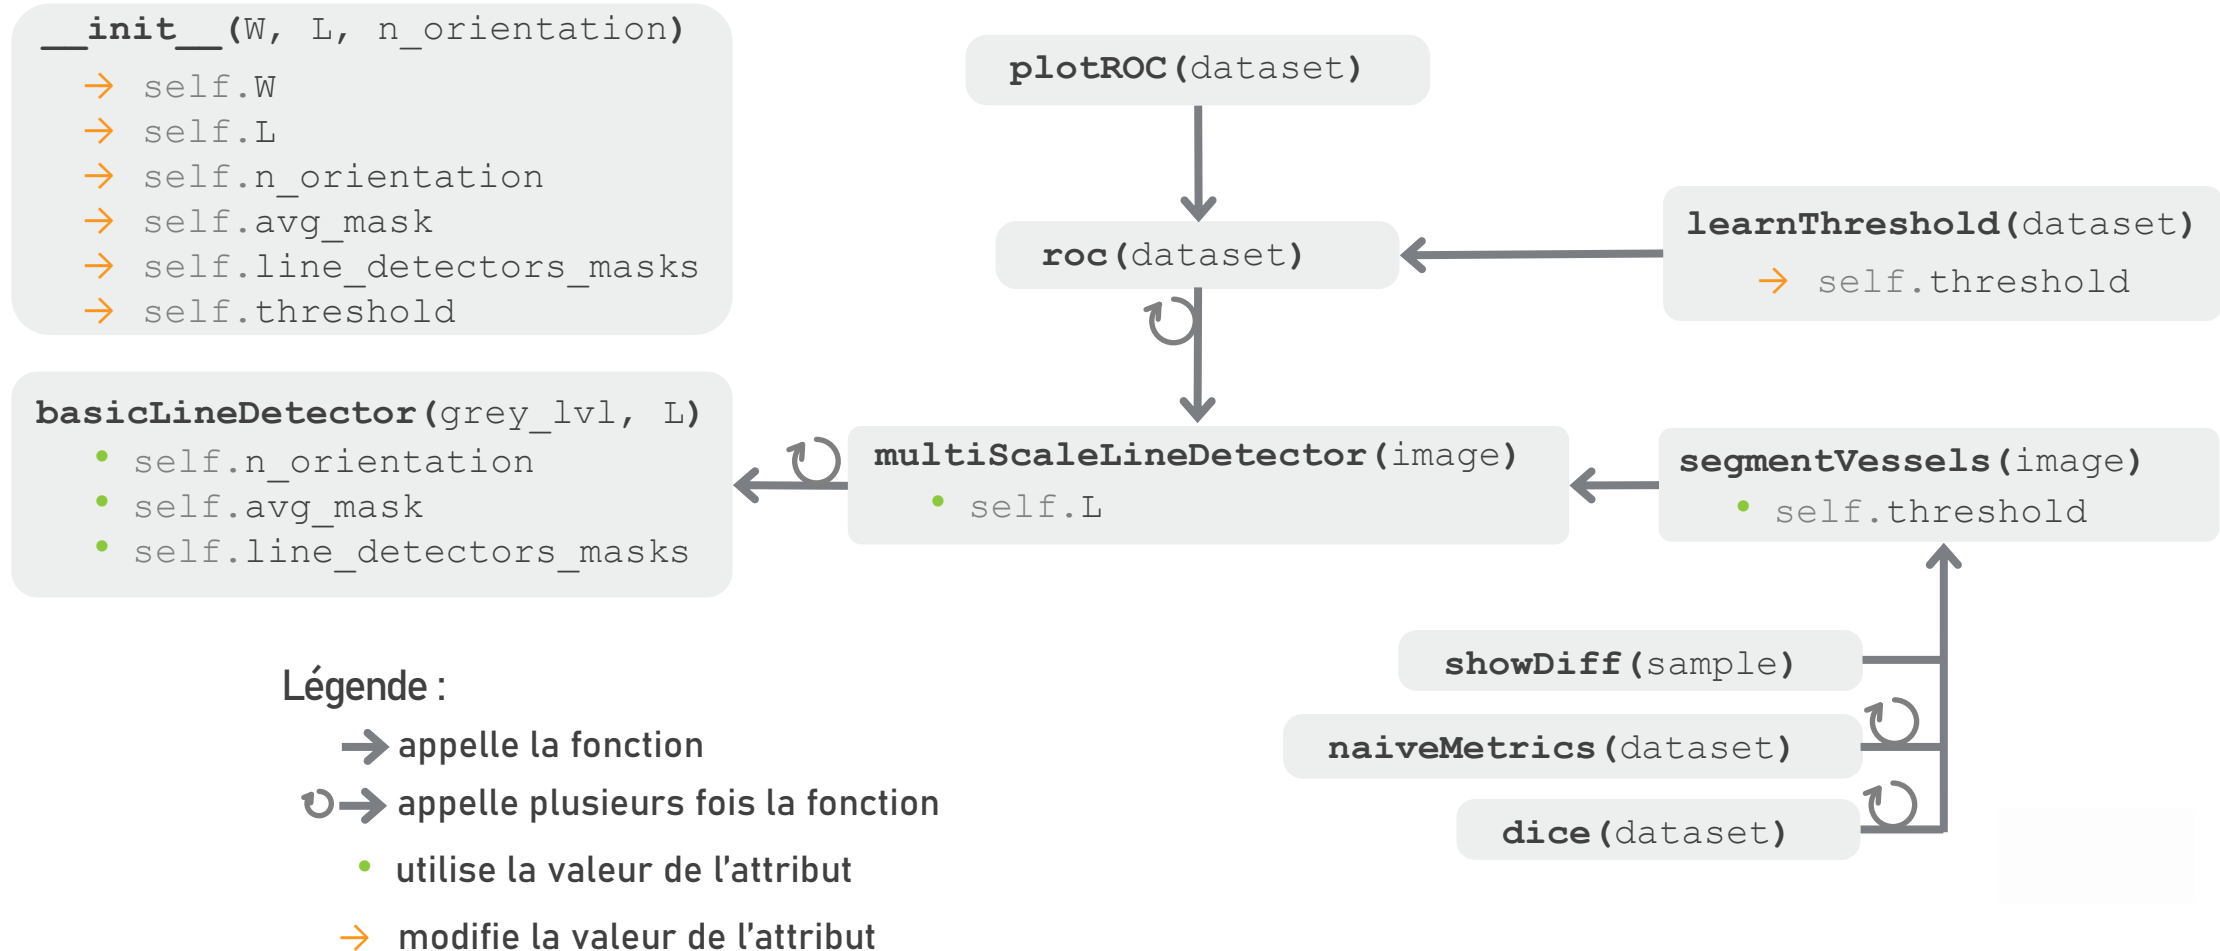 __init__(W, L, n_orientation)
→ self.W
→ self.L
→ self.n_orientation
→ self.avg_mask
→ self.line_detectors_masks
→ self.threshold
plotROC(dataset)
roc(dataset)
learnThreshold(dataset)
→ self.threshold
basicLineDetector(grey_lvl, L)
• self.n_orientation
• self.avg_mask
• self.line_detectors_masks
multiScaleLineDetector(image)
• self.L
segmentVessels(image)
• self.threshold
showDiff(sample)
naiveMetrics(dataset)
dice(dataset)
Légende :
appelle la fonction
appelle plusieurs fois la fonction
• utilise la valeur de l'attribut
→ modifie la valeur de l'attribut